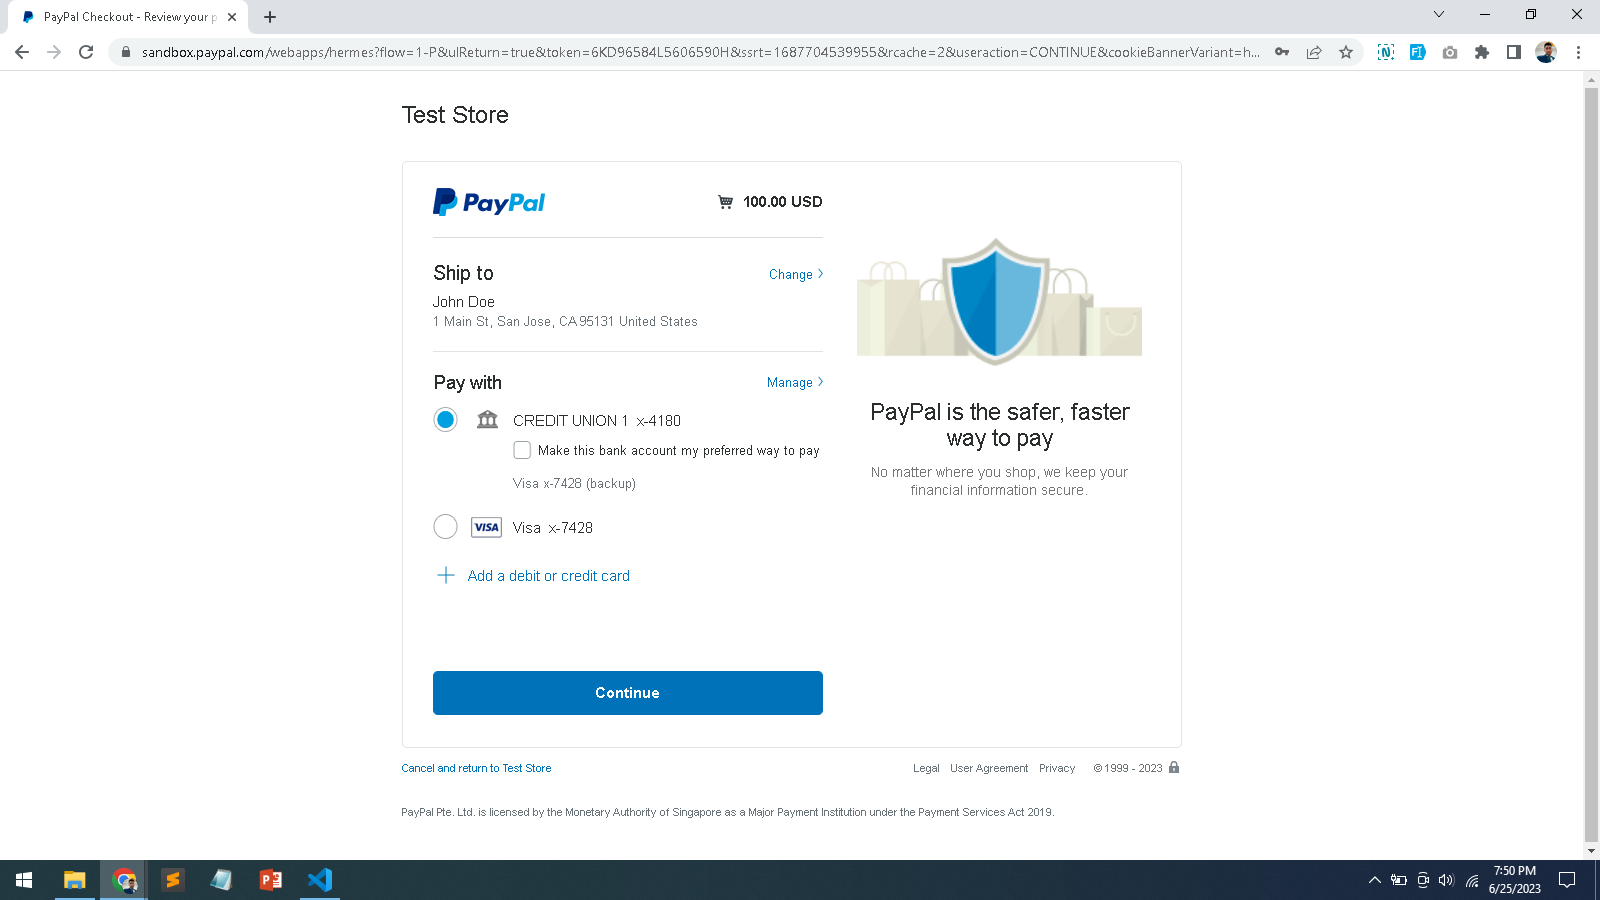 PayPal Checkout - Review your p
sandbox.paypal.com/webapps/hermes?flow=1-P&ulReturn=true&token=6KD96584L5606590H&ssrt=1687704539955&rcache=2&useraction=CONTINUE&cookieBannerVariant=h...
Test Store
PayPal
100.00 USD
Ship to
Change
John Doe
1 Main St, San Jose, CA 95131 United States
Pay with
Manage
CREDIT UNION 1 x-4180
Make this bank account my preferred way to pay
Visa x-7428 (backup)
VISA
Visa x-7428
Add a debit or credit card
Continue
PayPal is the safer, faster
way to pay
No matter where you shop, we keep your
financial information secure.
Cancel and return to Test Store
Legal User Agreement Privacy © 1999 - 2023
PayPal Pte. Ltd. is licensed by the Monetary Authority of Singapore as a Major Payment Institution under the Payment Services Act 2019.
7:50 PM
6/25/2023